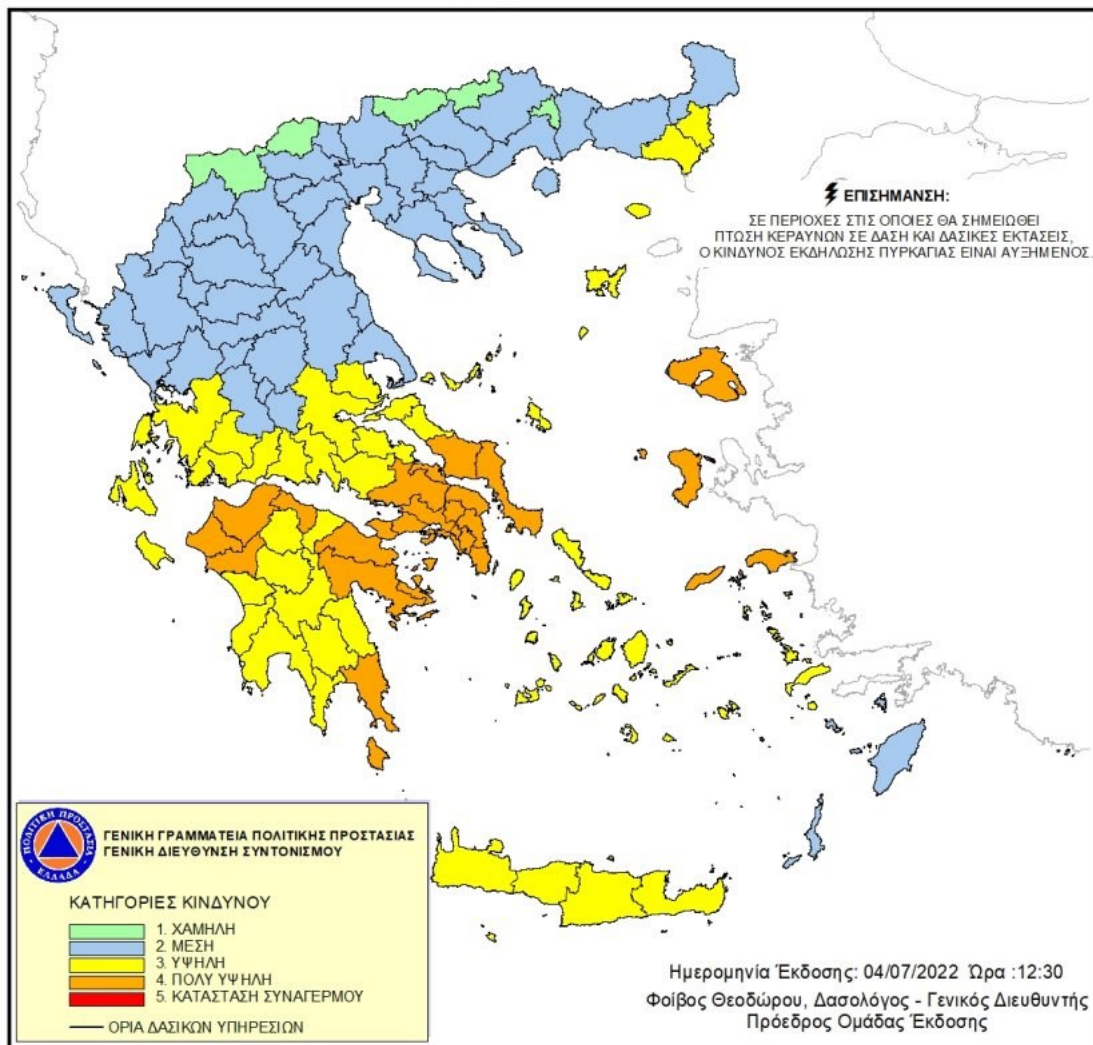 ΕΠΙΣΗΜΑΝΣΗ:
ΣΕ ΠΕΡΙΟΧΕΣ ΣΤΙΣ ΟΠΟΙΕΣ ΘΑ ΣΗΜΕΙΩΘΕΙ
ΠΤΩΣΗ ΚΕΡΑΥΝΩΝ ΣΕ ΔΑΣΗ ΚΑΙ ΔΑΣΙΚΕΣ ΕΚΤΑΣΕΙΣ,
Ο ΚΙΝΔΥΝΟΣ ΕΚΔΗΛΩΣΗΣ ΠΥΡΚΑΓΙΑΣ ΕΙΝΑΙ ΑΥΞΗΜΕΝΟΣ.
ΠΟΛΙΤΙΚΗ ΠΡΟΣΤΑΣΙΑ
ΕΛΛΑΔΑ
ΓΕΝΙΚΗ ΓΡΑΜΜΑΤΕΙΑ ΠΟΛΙΤΙΚΗΣ ΠΡΟΣΤΑΣΙΑΣ
ΓΕΝΙΚΗ ΔΙΕΥΘΥΝΣΗ ΣΥΝΤΟΝΙΣΜΟΥ
ΚΑΤΗΓΟΡΙΕΣ ΚΙΝΔΥΝΟΥ
1. ΧΑΜΗΛΗ
2. ΜΕΣΗ
3. ΥΨΗΛΗ
4. ΠΟΛΥ ΥΨΗΛΗ
5. ΚΑΤΑΣΤΑΣΗ ΣΥΝΑΓΕΡΜΟΥ
ΟΡΙΑ ΔΑΣΙΚΩΝ ΥΠΗΡΕΣΙΩΝ
Ημερομηνία Έκδοσης: 04/07/2022 Ώρα :12:30
Φοίβος Θεοδώρου, Δασολόγος - Γενικός Διευθυντής
Πρόεδρος Ομάδας Έκδοσης